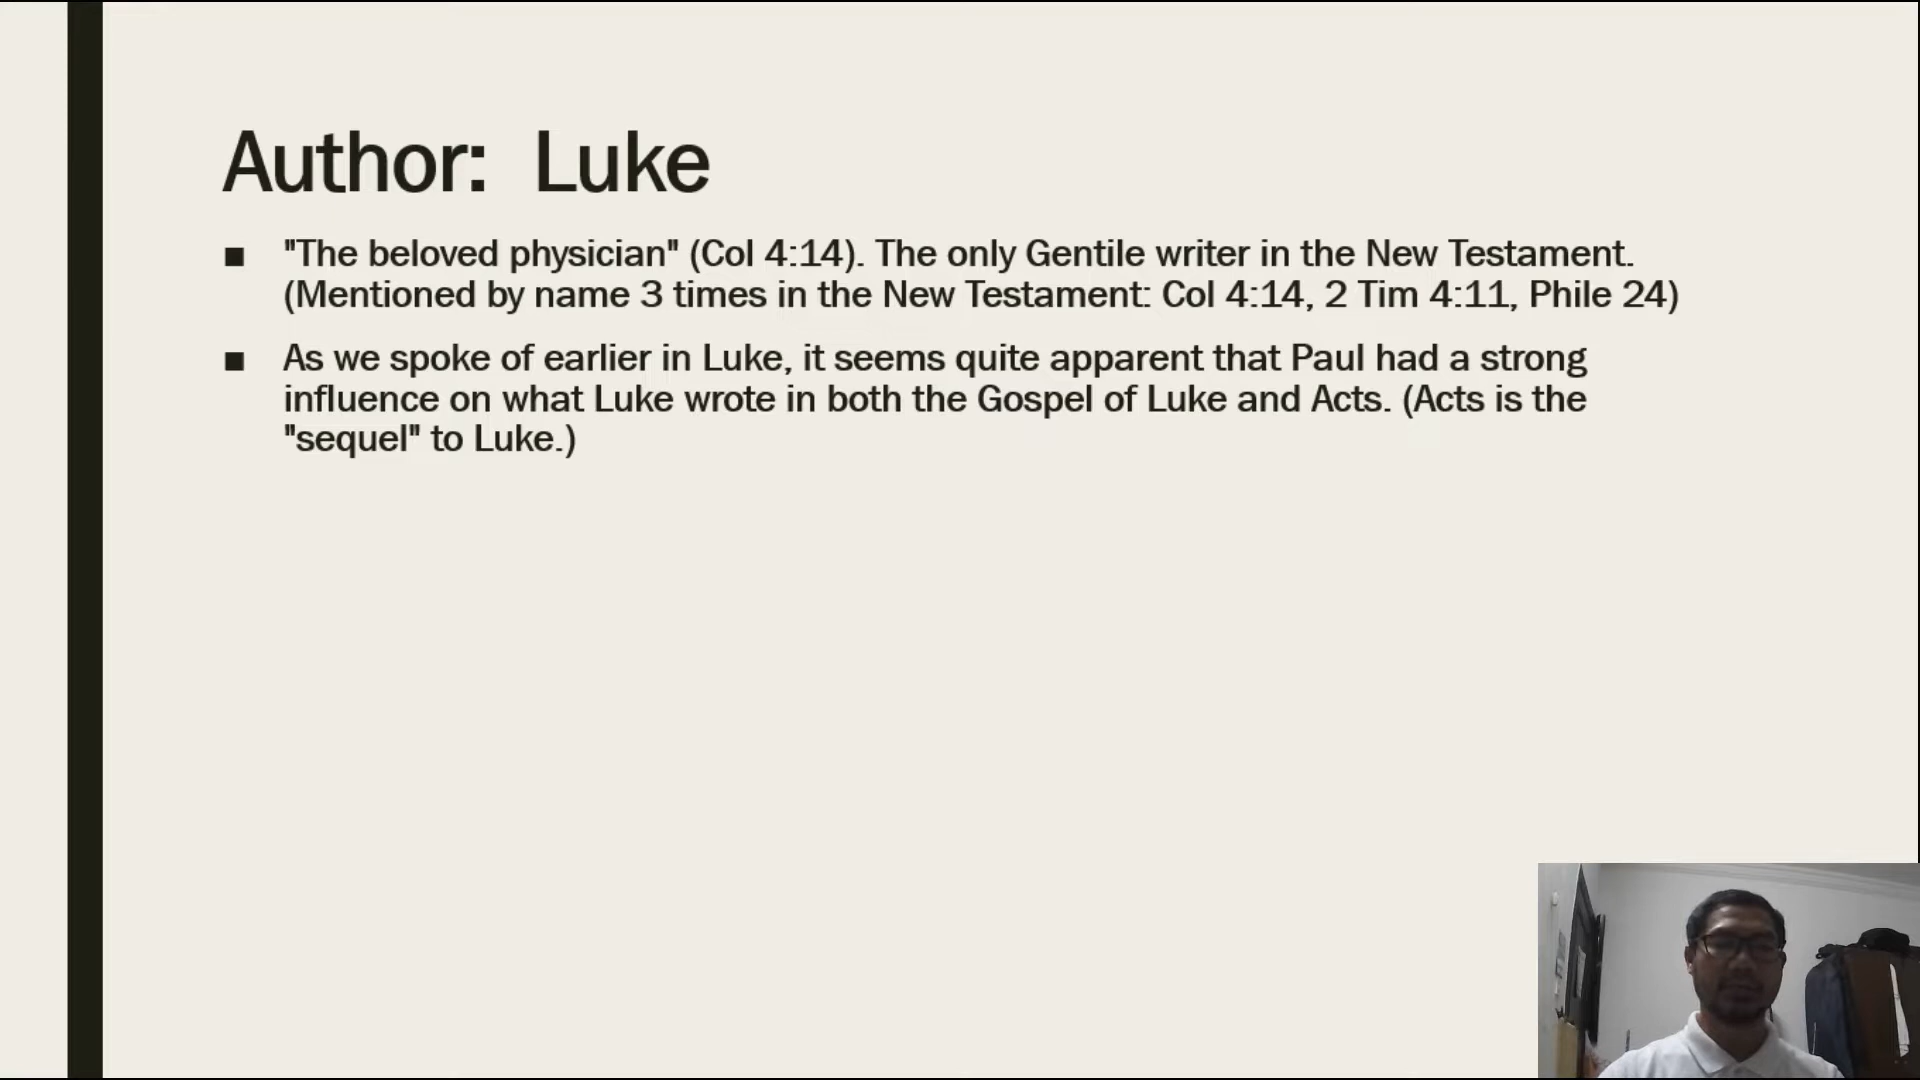 Author: Luke
"The beloved physician" (Col 4:14). The only Gentile writer in the New Testament.
(Mentioned by name 3 times in the New Testament: Col 4:14, 2 Tim 4:11, Phile 24)
As we spoke of earlier in Luke, it seems quite apparent that Paul had a strong
influence on what Luke wrote in both the Gospel of Luke and Acts. (Acts is the
"sequel" to Luke.)